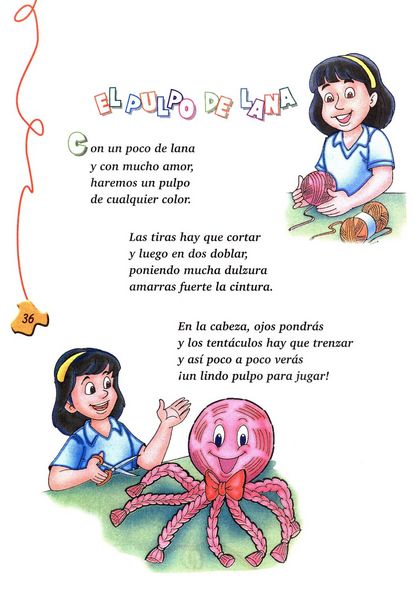 EL PULPO DE LANA
Con un poco de lana
y con mucho amor,
haremos un pulpo
de cualquier color.
Las tiras hay que cortar
y luego en dos doblar,
poniendo mucha dulzura
amarras fuerte la cintura.
36
En la cabeza, ojos pondrás
y los tentáculos hay que trenzar
y así poco a poco verás
¡un lindo pulpo para jugar!